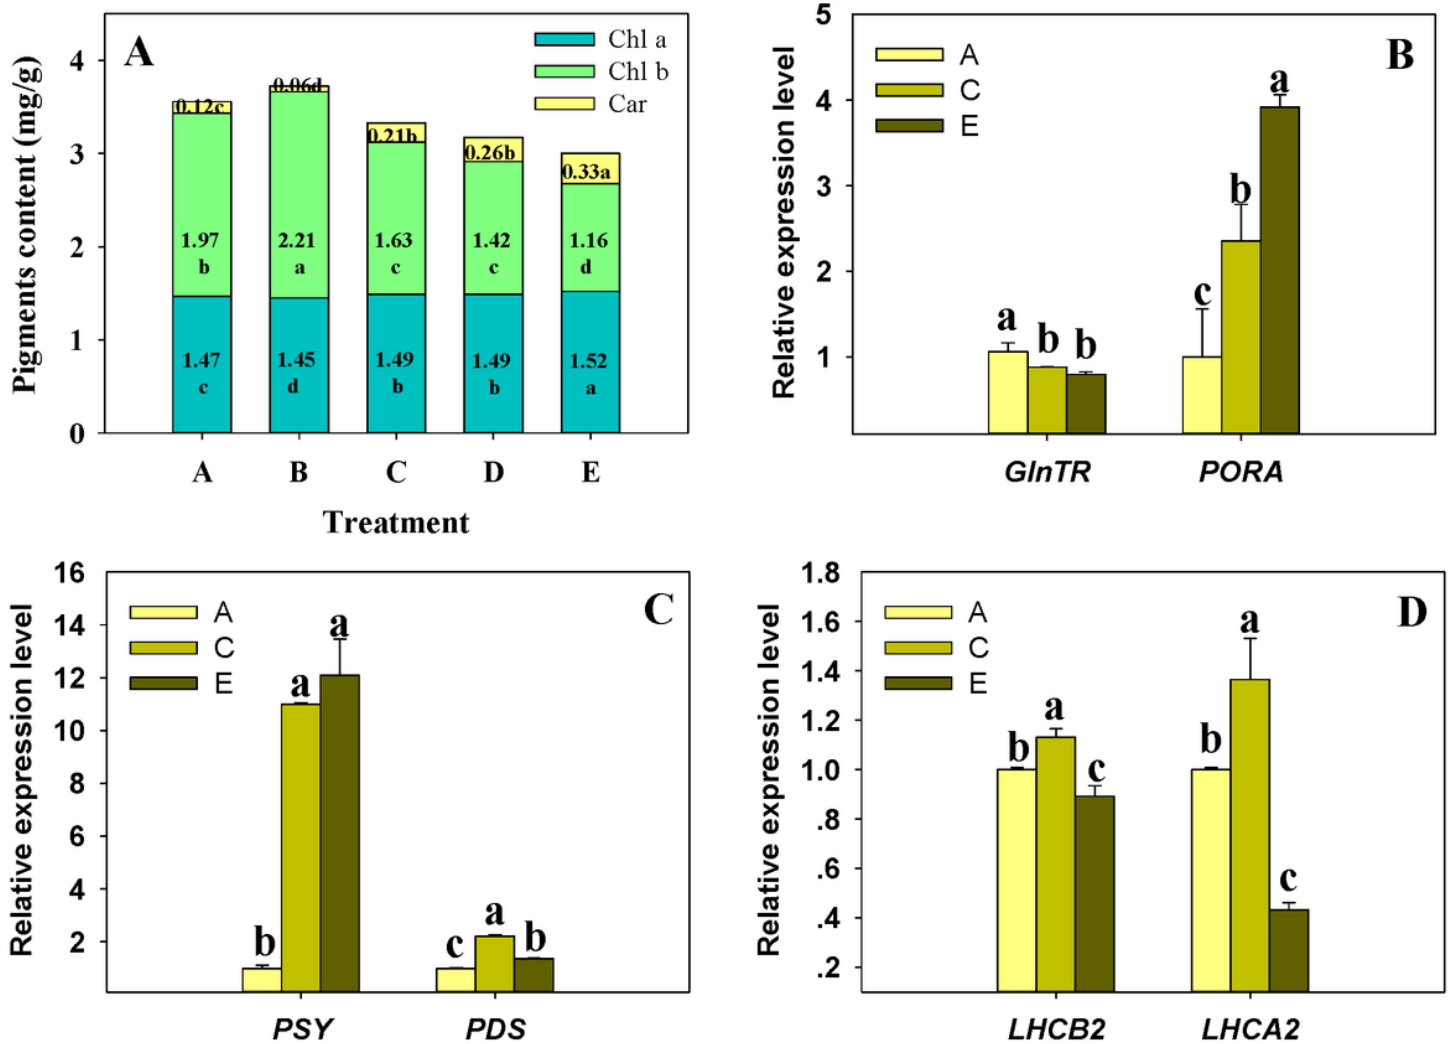 A
Pigments content (mg/g)
4
3
2
1
0
Chl a
Chl b
Car
0.12c
0.06d
0.21b
0.26b
0.33a
1.97
b
2.21
a
1.63
c
1.42
c
1.16
d
1.47
c
1.45
d
1.49
b
1.49
b
1.52
a
A B C D E
Treatment
B
Relative expression level
5
4
3
2
1
A
C
E
a b b
c b a
GlnTR PORA
C
Relative expression level
16
14
12
10
8
6
4
2
A
C
E
b a a
c a b
PSY PDS
D
Relative expression level
1.8
1.6
1.4
1.2
1.0
.8
.6
.4
.2
A
C
E
b a c
b a c
LHCB2 LHCA2